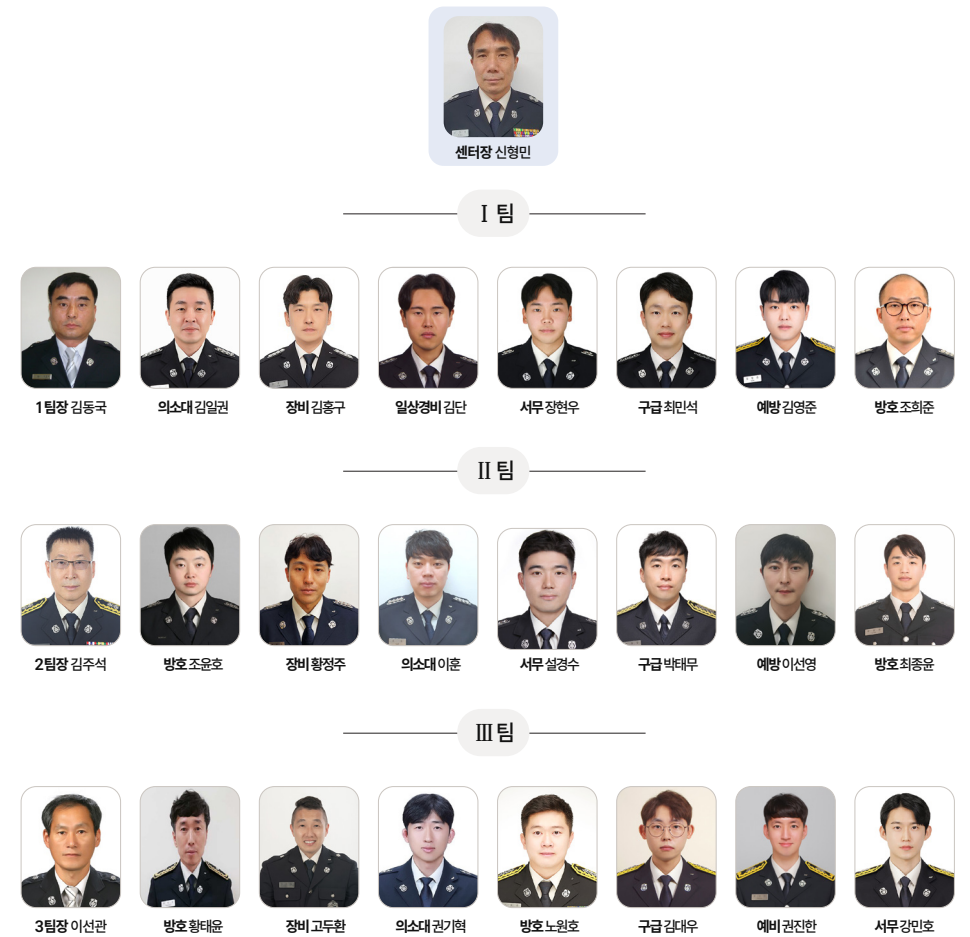 센터장 신형민
Ⅰ 팀
1팀장 김동국
의소대 김일권
장비 김홍구
일상경비 김단
서무 장현우
구급 최민석
예방 김영준
방호 조희준
Ⅱ 팀
2팀장 김주석
방호 조윤호
장비 황정주
의소대 이훈
서무 설경수
구급 박태무
예방 이선영
방호 최종윤
Ⅲ 팀
3팀장 이선관
방호 황태윤
장비 고두환
의소대 권기혁
방호 노원호
구급 김대우
예비 권진한
서무 강민호